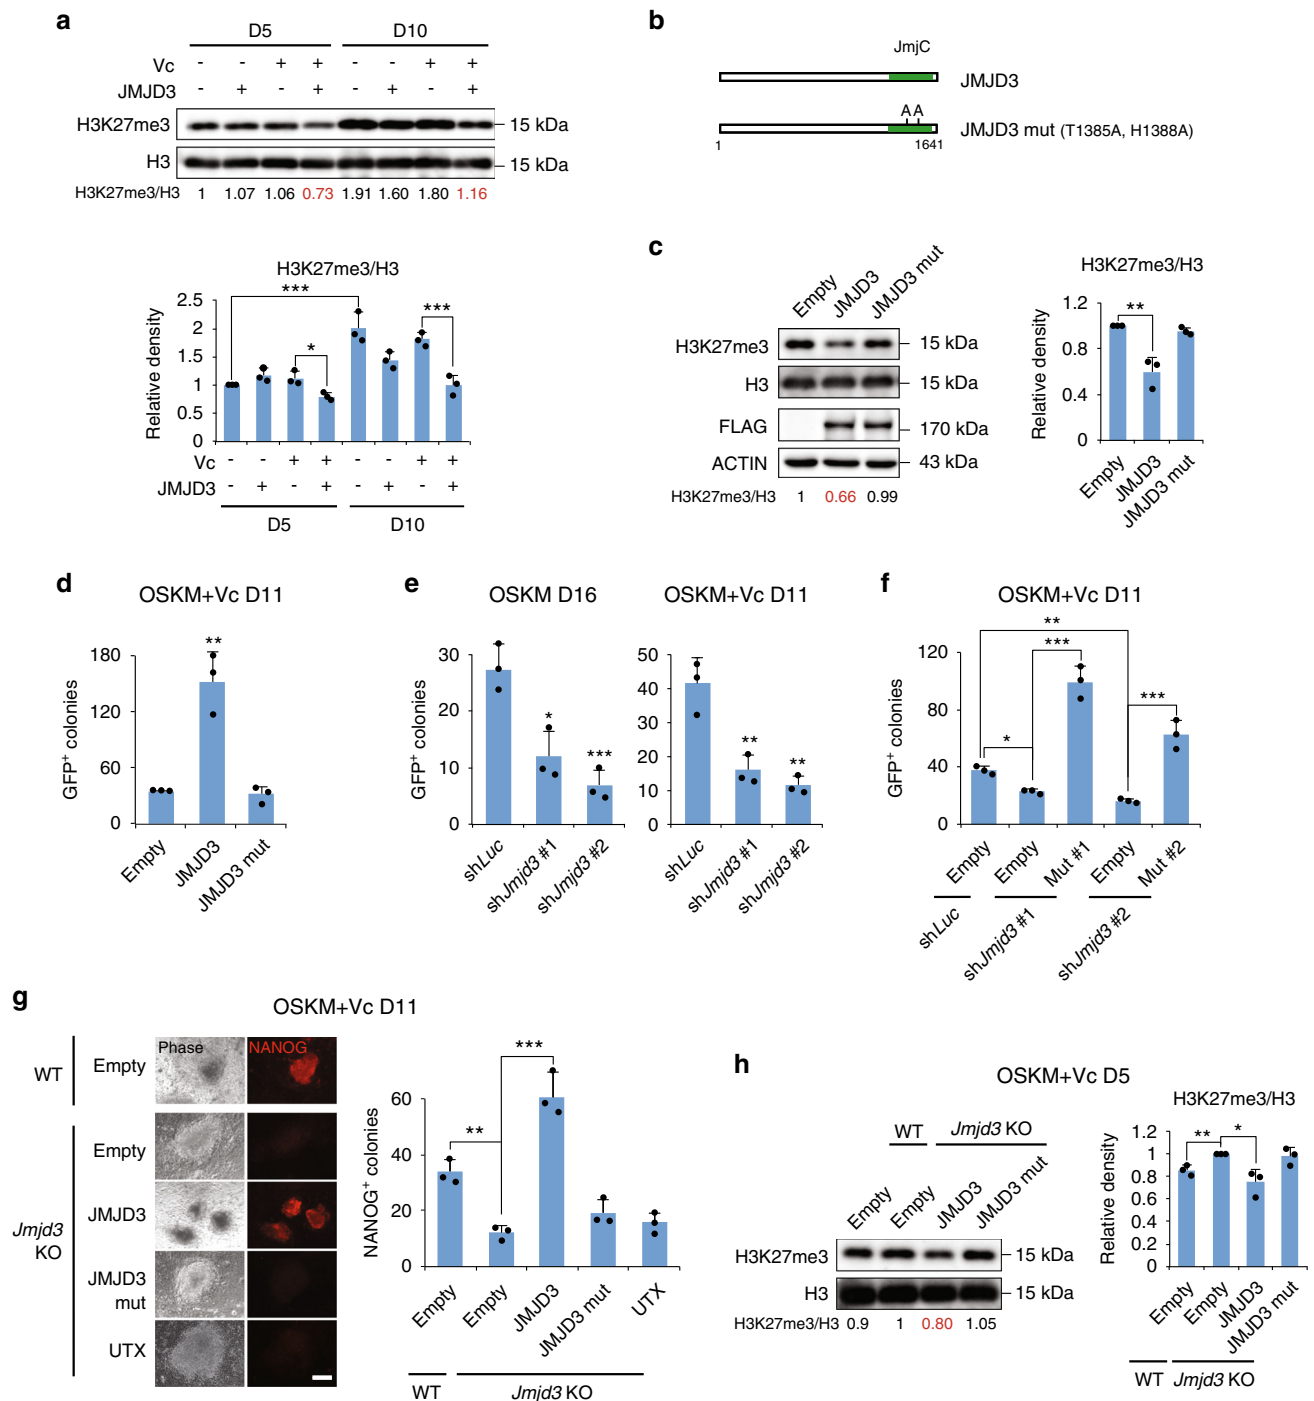 a
D5 D10
Vc - - + + - - + +
JMJD3 - + - + - + - +
H3K27me3 15 kDa
H3 15 kDa
H3K27me3/H3 1 1.07 1.06 0.73 1.91 1.60 1.80 1.16
H3K27me3/H3
Relative density
2.5
2
1.5
1
0.5
0
***
*
***
Vc - - + + - - + +
JMJD3 - + - + - + - +
D5 D10
b
JmjC
JMJD3
AA
JMJD3 mut (T1385A, H1388A)
1 1641
c
Empty JMJD3 JMJD3 mut
H3K27me3 15 kDa
H3 15 kDa
FLAG 170 kDa
ACTIN 43 kDa
H3K27me3/H3 1 0.66 0.99
H3K27me3/H3
Relative density
1.2
0.8
0.4
0
**
Empty JMJD3 JMJD3 mut
d
OSKM+Vc D11
GFP+ colonies
180
120
60
0
**
Empty JMJD3 JMJD3 mut
e
OSKM D16
30
20
10
0
GFP+ colonies
*
***
shLuc shJmjd3 #1 shJmjd3 #2
OSKM+Vc D11
50
40
30
20
10
0
**
**
shLuc shJmjd3 #1 shJmjd3 #2
f
OSKM+Vc D11
GFP+ colonies
120
80
40
0
**
***
*
***
Empty Empty Mut #1 Empty Mut #2
shLuc shJmjd3 #1 shJmjd3 #2
g
OSKM+Vc D11
Phase NANOG
WT Empty
Jmjd3 KO
Empty
JMJD3
JMJD3 mut
UTX
NANOG+ colonies
60
40
20
0
**
***
Empty Empty JMJD3 JMJD3 mut UTX
WT Jmjd3 KO
h
OSKM+Vc D5
WT Jmjd3 KO
Empty Empty JMJD3 JMJD3 mut
H3K27me3 15 kDa
H3 15 kDa
H3K27me3/H3 0.9 1 0.80 1.05
H3K27me3/H3
Relative density
1.2
1
0.8
0.6
0.4
0.2
0
**
*
Empty Empty JMJD3 JMJD3 mut
WT Jmjd3 KO